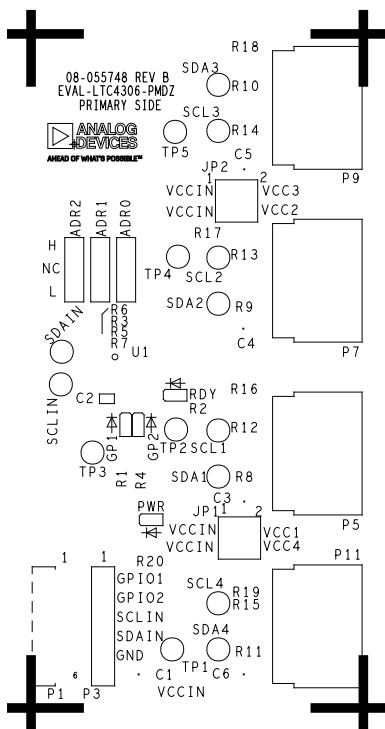 R18
08-055748 REV B
EVAL-LTC4306-PMDZ
PRIMARY SIDE
SDA3
R10
ANALOG
DEVICES
AHEAD OF WHAT'S POSSIBLE™
SCL3
R14
TP5
C5
JP2
1 2
P9
VCCIN VCC3
VCCIN VCC2
ADR2 ADR1 ADR0
R17
H
NC
L
R13
TP4
SCL2
SDA2
R9
SDAIN
R6
R3
R5
R7
U1
C4
P7
RDY
R16
C2
R2
SCLIN
GP1 GP2
R12
TP2 SCL1
TP3
R1 R4
SDA1 R8
C3
PWR
JP1 1 2
P5
VCCIN VCC1
VCCIN VCC4
P11
1 1
R20
GPIO1
GPIO2
SCLIN
SDAIN
GND
SCL4
R19
R15
SDA4
R11
TP1
6
C1 C6
P1 P3
VCCIN